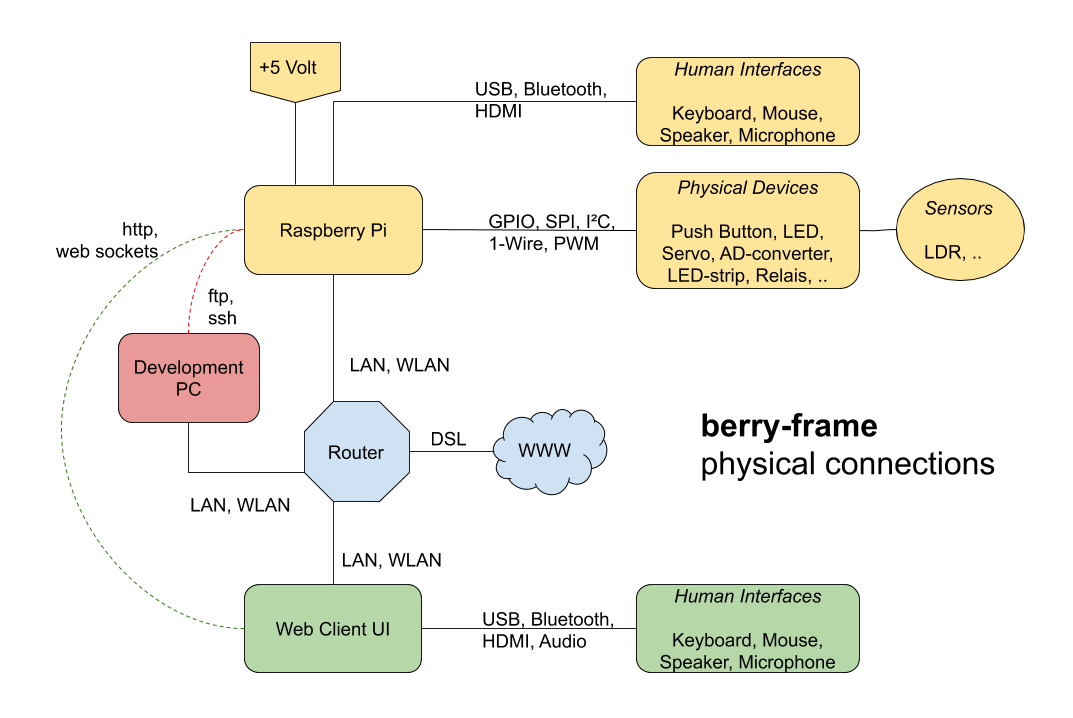 +5 Volt
USB, Bluetooth,
HDMI
Human Interfaces
Keyboard, Mouse,
Speaker, Microphone
Raspberry Pi
GPIO, SPI, I²C,
1-Wire, PWM
Physical Devices
Push Button, LED,
Servo, AD-converter,
LED-strip, Relais, ..
Sensors
LDR, ..
http,
web sockets
ftp,
ssh
Development
PC
LAN, WLAN
Router
DSL
WWW
berry-frame
physical connections
LAN, WLAN
LAN, WLAN
Web Client UI
USB, Bluetooth,
HDMI, Audio
Human Interfaces
Keyboard, Mouse,
Speaker, Microphone